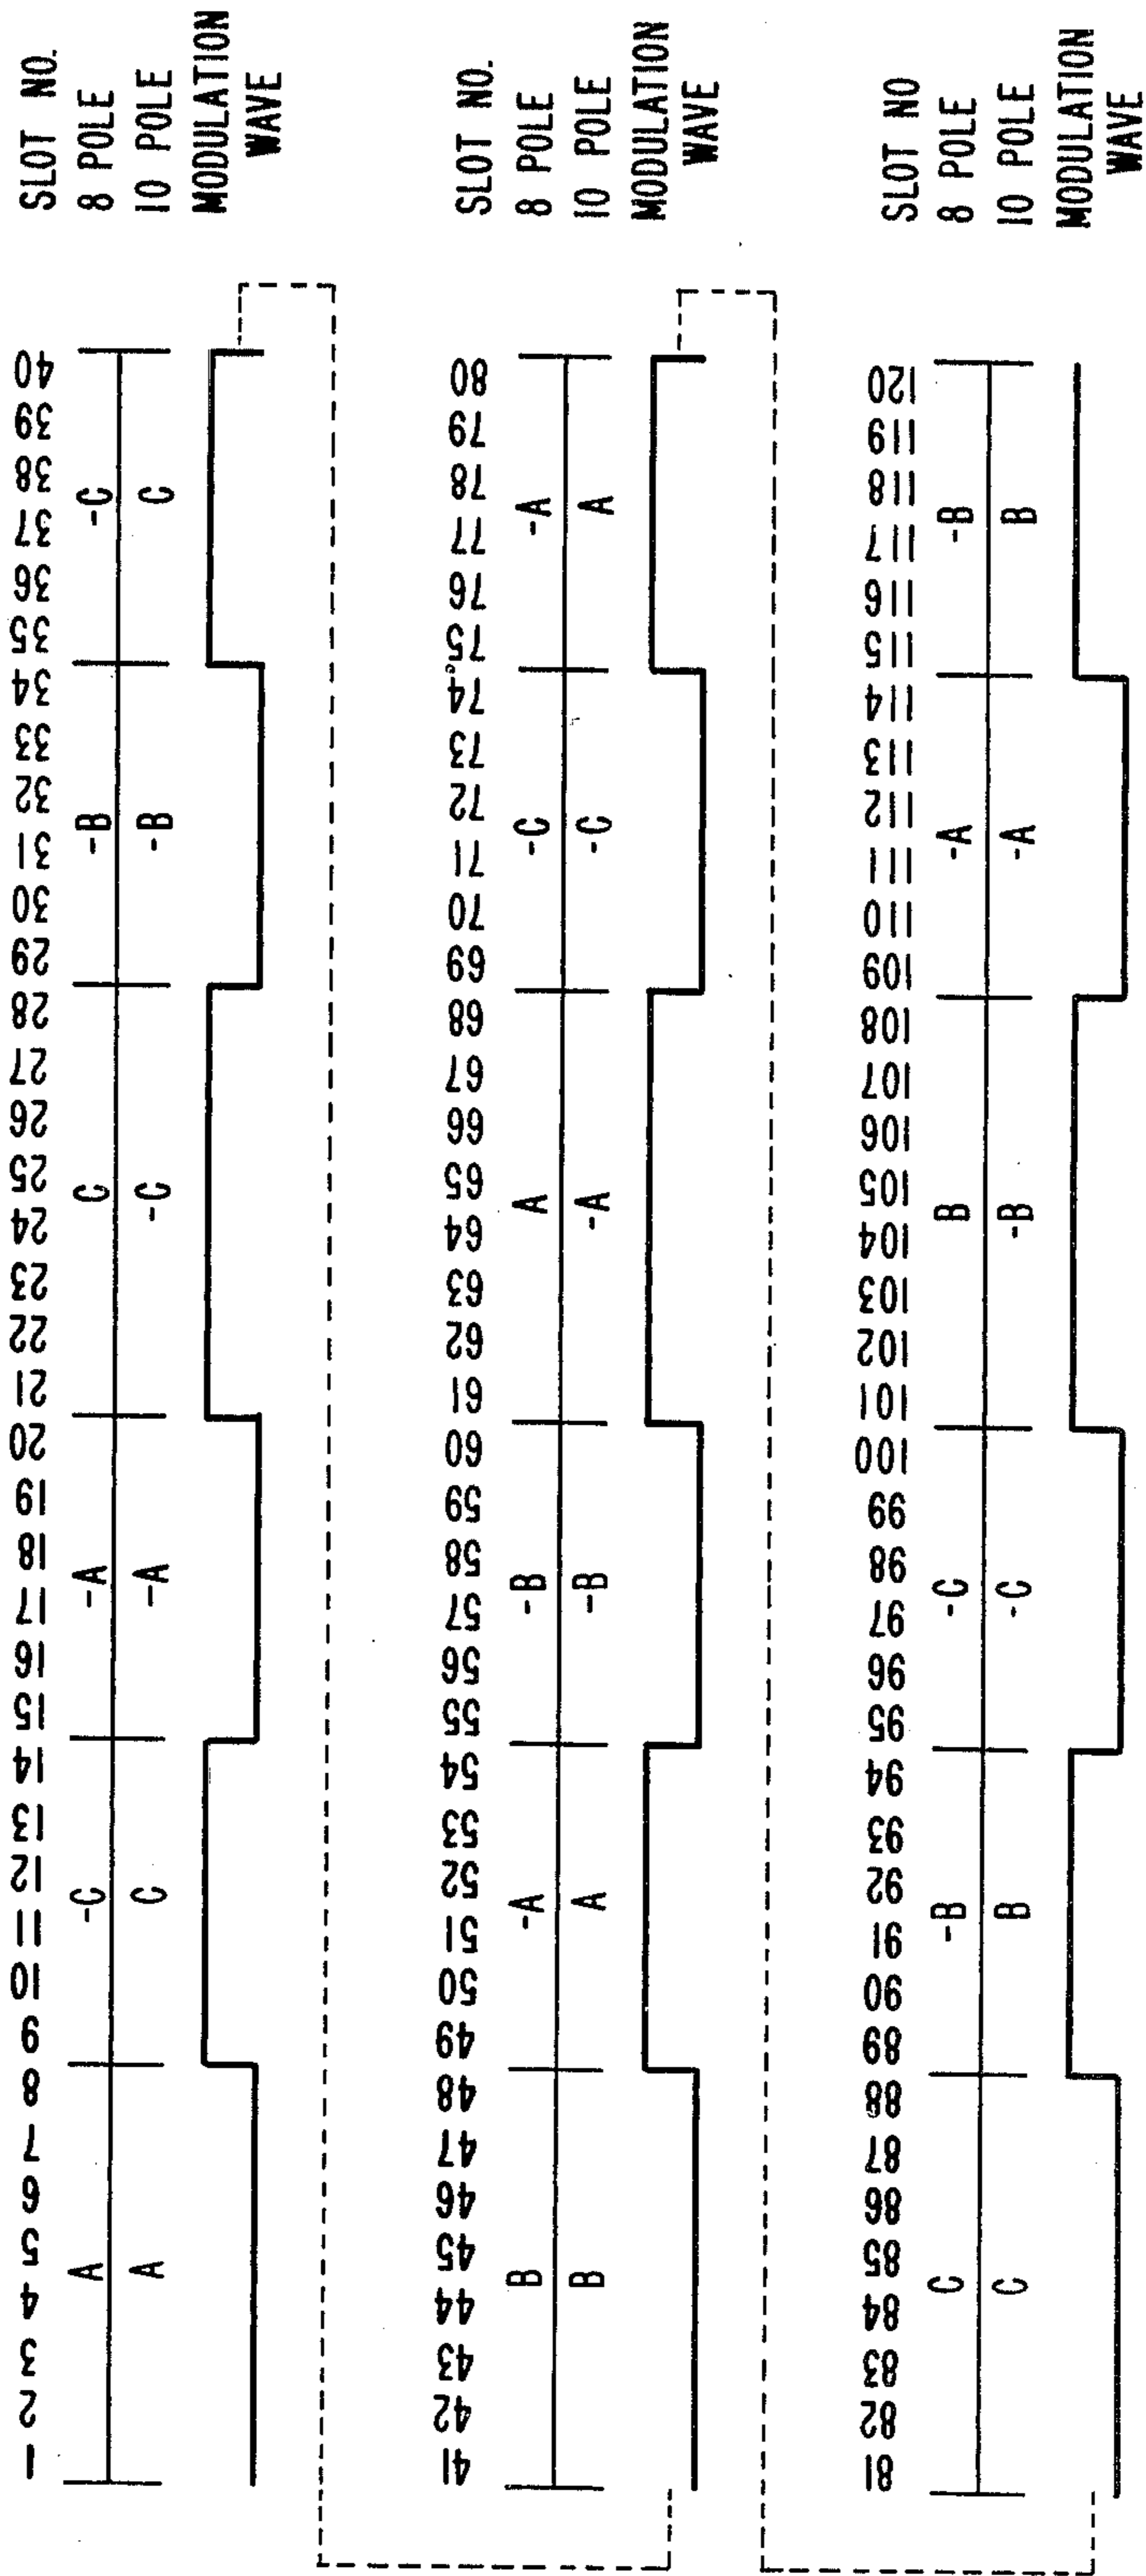 1 2 3 4 5 6 7 8 9 10 11 12 13 14 15 16 17 18 19 20 21 22 23 24 25 26 27 28 29 30 31 32 33 34 35 36 37 38 39 40 SLOT NO.
A -C -A C -B -C 8 POLE
A C -A -C -B C 10 POLE
MODULATION
WAVE
41 42 43 44 45 46 47 48 49 50 51 52 53 54 55 56 57 58 59 60 61 62 63 64 65 66 67 68 69 70 71 72 73 74 75 76 77 78 79 80 SLOT NO.
B -A -B A -C -A 8 POLE
B A -B -A -C A 10 POLE
MODULATION
WAVE
81 82 83 84 85 86 87 88 89 90 91 92 93 94 95 96 97 98 99 100 101 102 103 104 105 106 107 108 109 110 111 112 113 114 115 116 117 118 119 120 SLOT NO
C -B -C B -A -B 8 POLE
C B -C -B -A B 10 POLE
MODULATION
WAVE